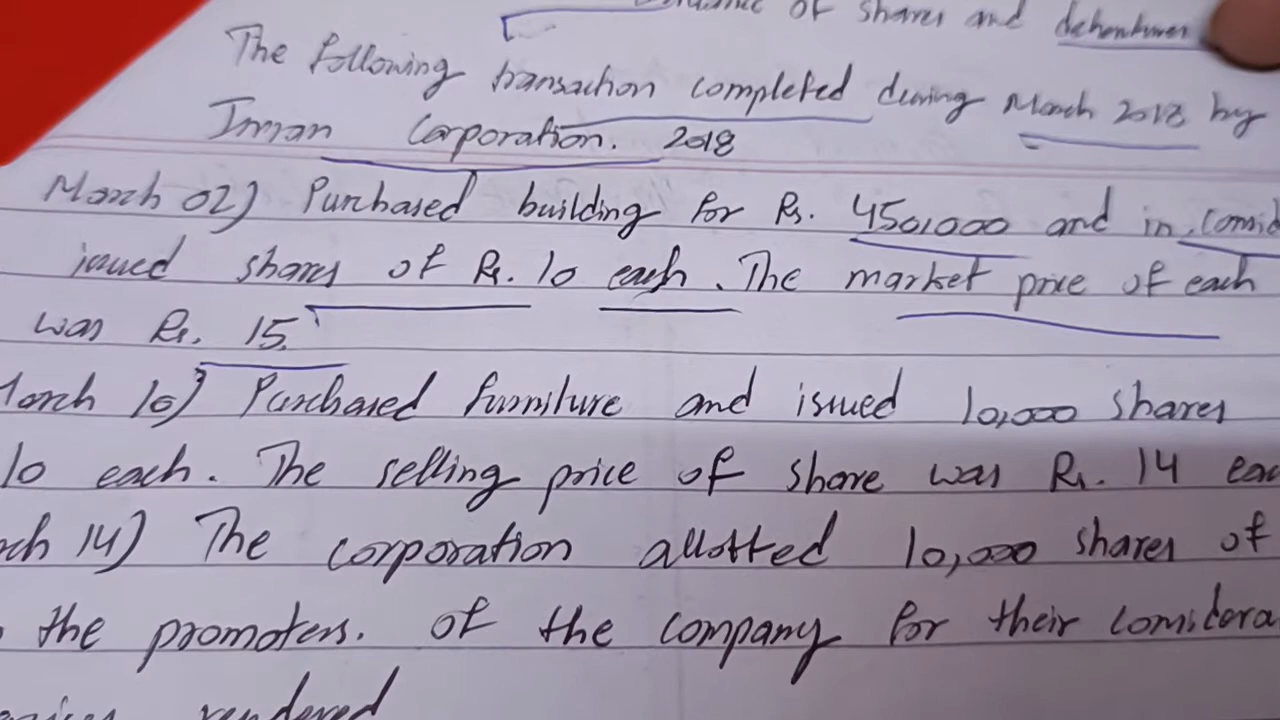 of shares and debentures
The following transaction completed during March 2018 by
Inman Corporation. 2018
March 02) Purchased building for Rs. 450,000 and in
issued shares of Rs. 10 each. The market price of each
was Rs. 15.
March 10) Purchased furniture and issued 10,000 shares
10 each. The selling price of share was Rs. 14
14) The corporation allotted 10,000 shares of
the promoters. of the company for their
rendered